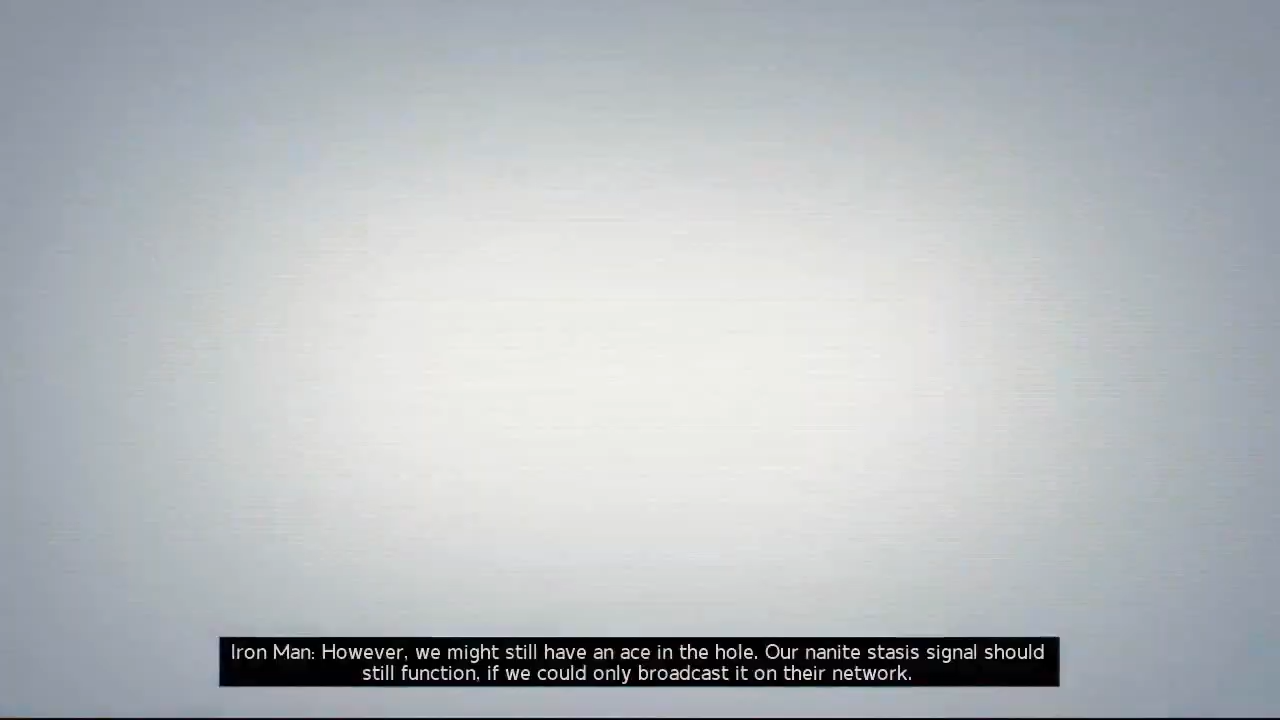 Iron Man: However, we might still have an ace in the hole. Our nanite stasis signal should
still function, if we could only broadcast it on their network.